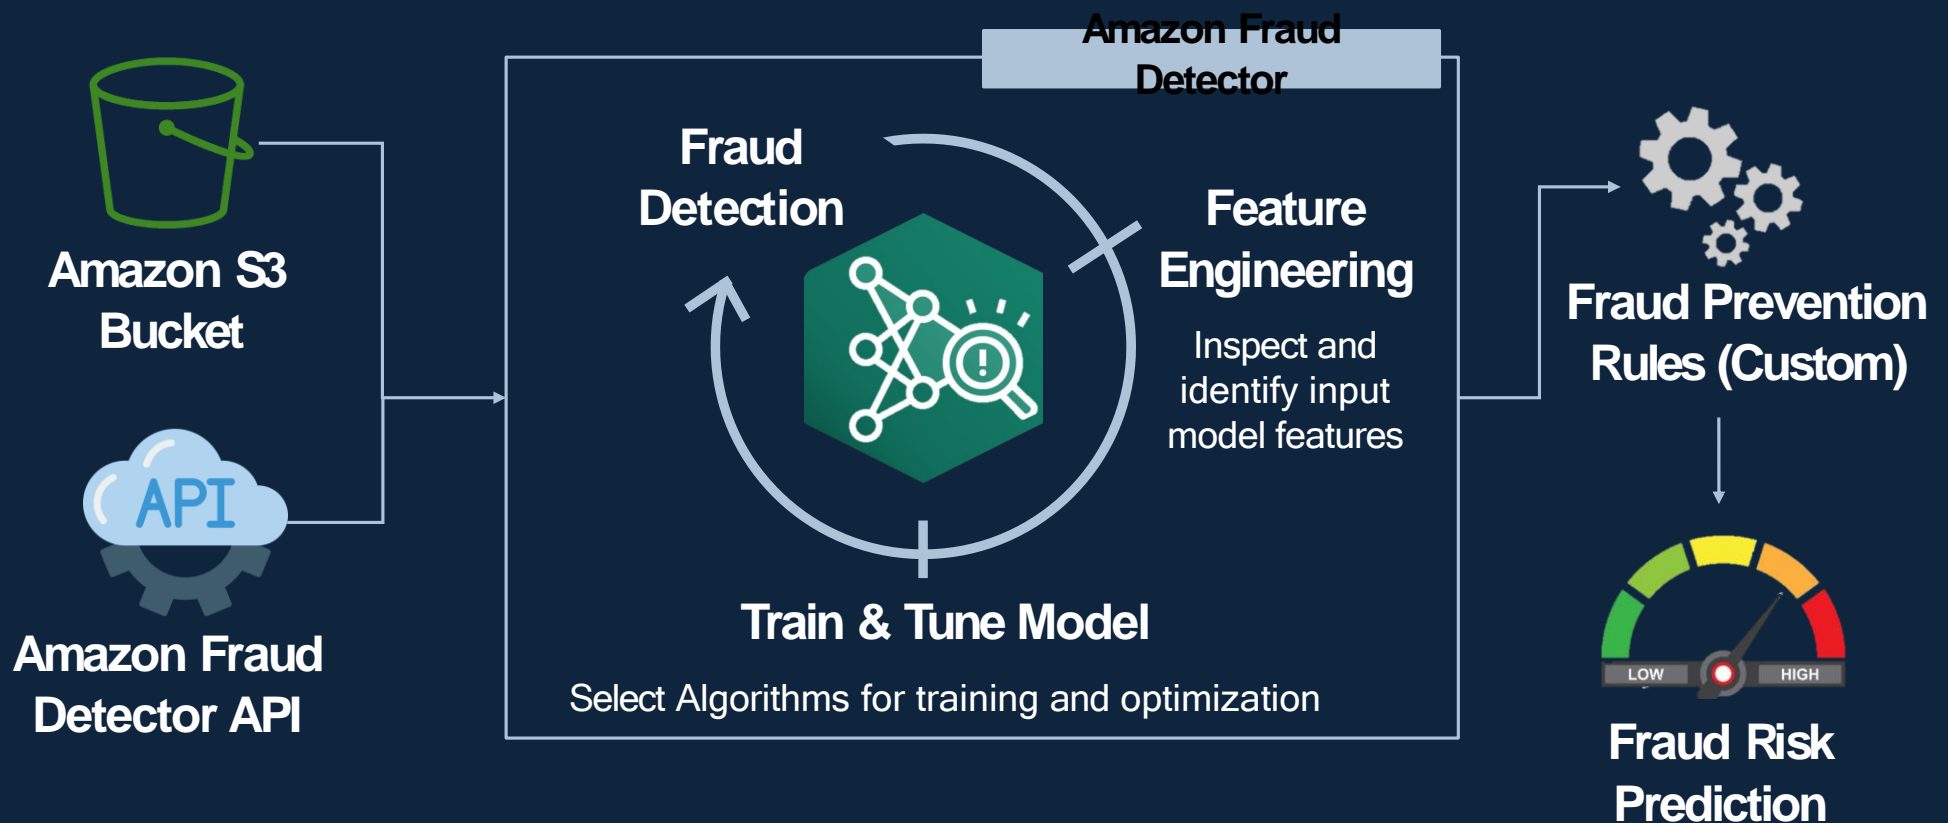 Amazon Fraud
Detector
Amazon S3
Bucket
API
Amazon Fraud
Detector API
Fraud
Detection
Feature
Engineering
Inspect and
identify input
model features
Train & Tune Model
Select Algorithms for training and optimization
Fraud Prevention
Rules (Custom)
LOW
HIGH
Fraud Risk
Prediction